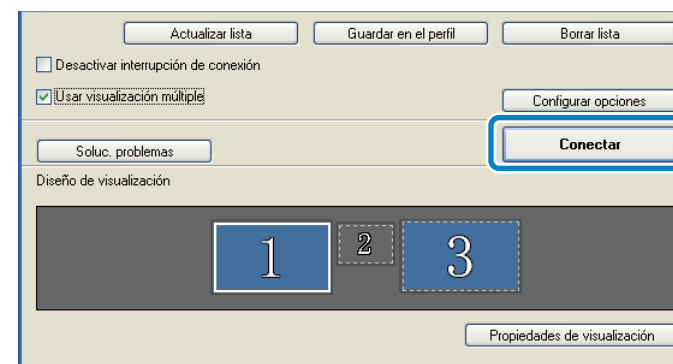 Actualizar lista Guardar en el perfil Borrar lista
Desactivar interrupción de conexión
Usar visualización múltiple
Configurar opciones
Soluc. problemas Conectar
Diseño de visualización
1 2 3
Propiedades de visualización